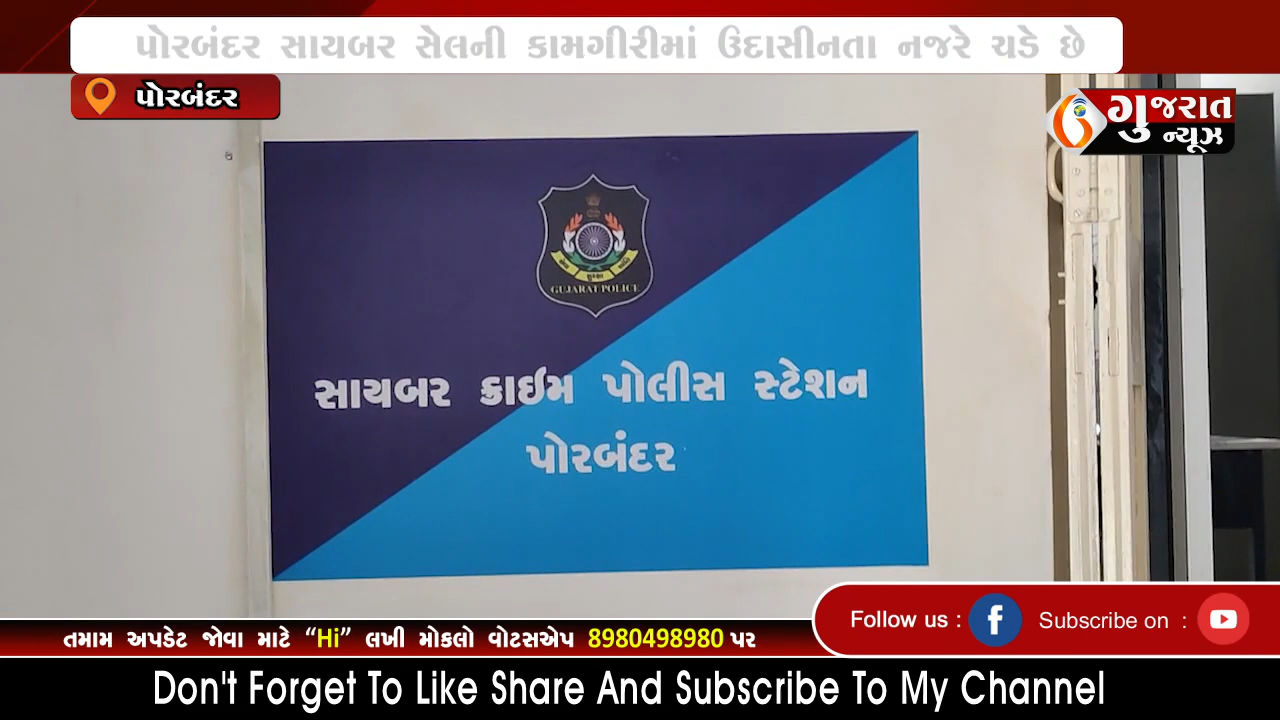 પોરબંદર સાયબર સેલની કામગીરીમાં ઉદાસીનતા નજરે ચડે છે
પોરબંદર
ગુજરાત
ન્યૂઝ
સેવા સુરક્ષા શાંતિ
GUJARAT POLICE
સાયબર ક્રાઇમ પોલીસ સ્ટેશન
પોરબંદર
Follow us :
Subscribe on :
તમામ અપડેટ જોવા માટે “Hi” લખી મોકલો વોટસએપ 8980498980 પર
Don't Forget To Like Share And Subscribe To My Channel